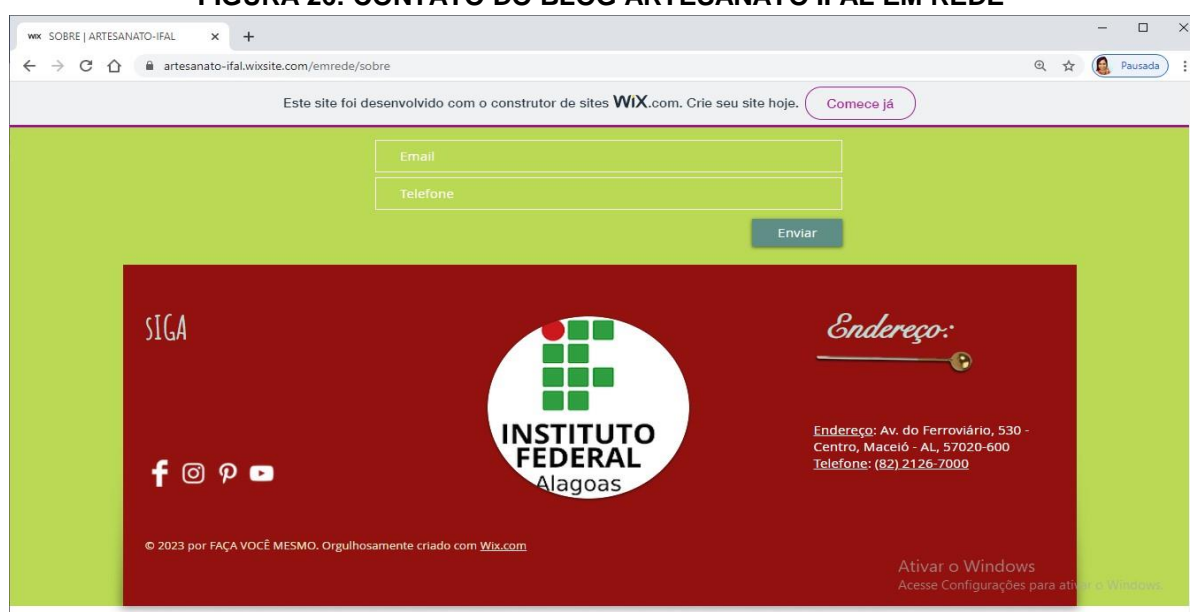 FIGURA 20: CONTATO DO BLOG ARTESANATO IFAL EM REDE
WiX SOBRE | ARTESANATO-IFAL
artesanato-ifal.wixsite.com/emrede/sobre
Pausada
Este site foi desenvolvido com o construtor de sites WiX.com. Crie seu site hoje. Comece já
Email
Telefone
Enviar
SIGA
INSTITUTO
FEDERAL
Alagoas
Endereço:
Endereço: Av. do Ferroviário, 530 -
Centro, Maceió - AL, 57020-600
Telefone: (82) 2126-7000
© 2023 por FAÇA VOCÊ MESMO. Orgulhosamente criado com Wix.com
Ativar o Windows
Acesse Configurações para ativar o Windows.